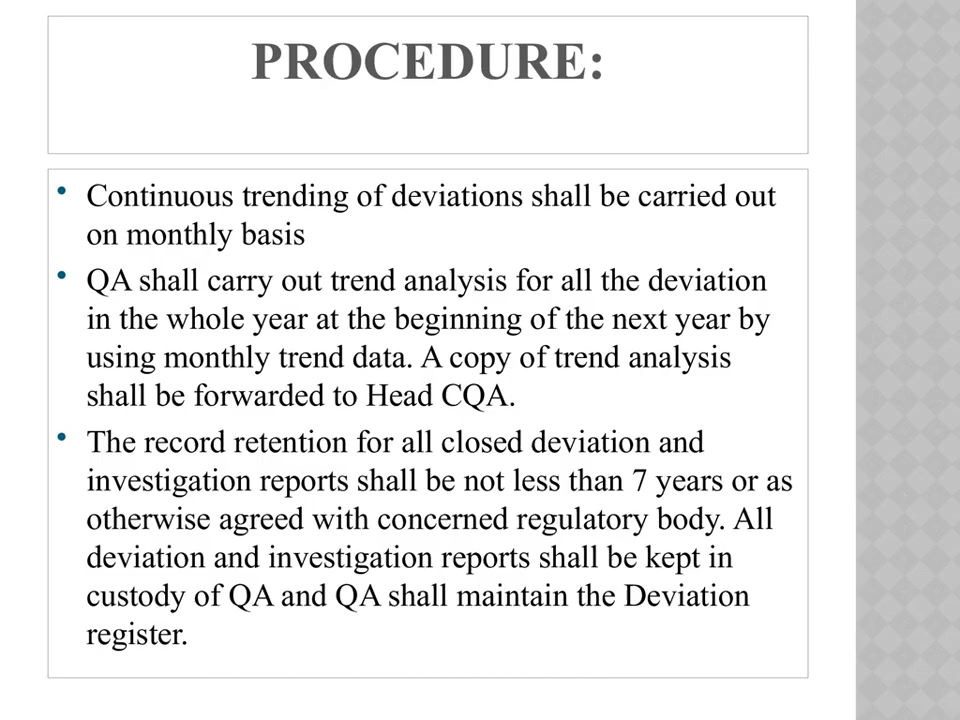 PROCEDURE:
• Continuous trending of deviations shall be carried out
on monthly basis
• QA shall carry out trend analysis for all the deviation
in the whole year at the beginning of the next year by
using monthly trend data. A copy of trend analysis
shall be forwarded to Head CQA.
• The record retention for all closed deviation and
investigation reports shall be not less than 7 years or as
otherwise agreed with concerned regulatory body. All
deviation and investigation reports shall be kept in
custody of QA and QA shall maintain the Deviation
register.